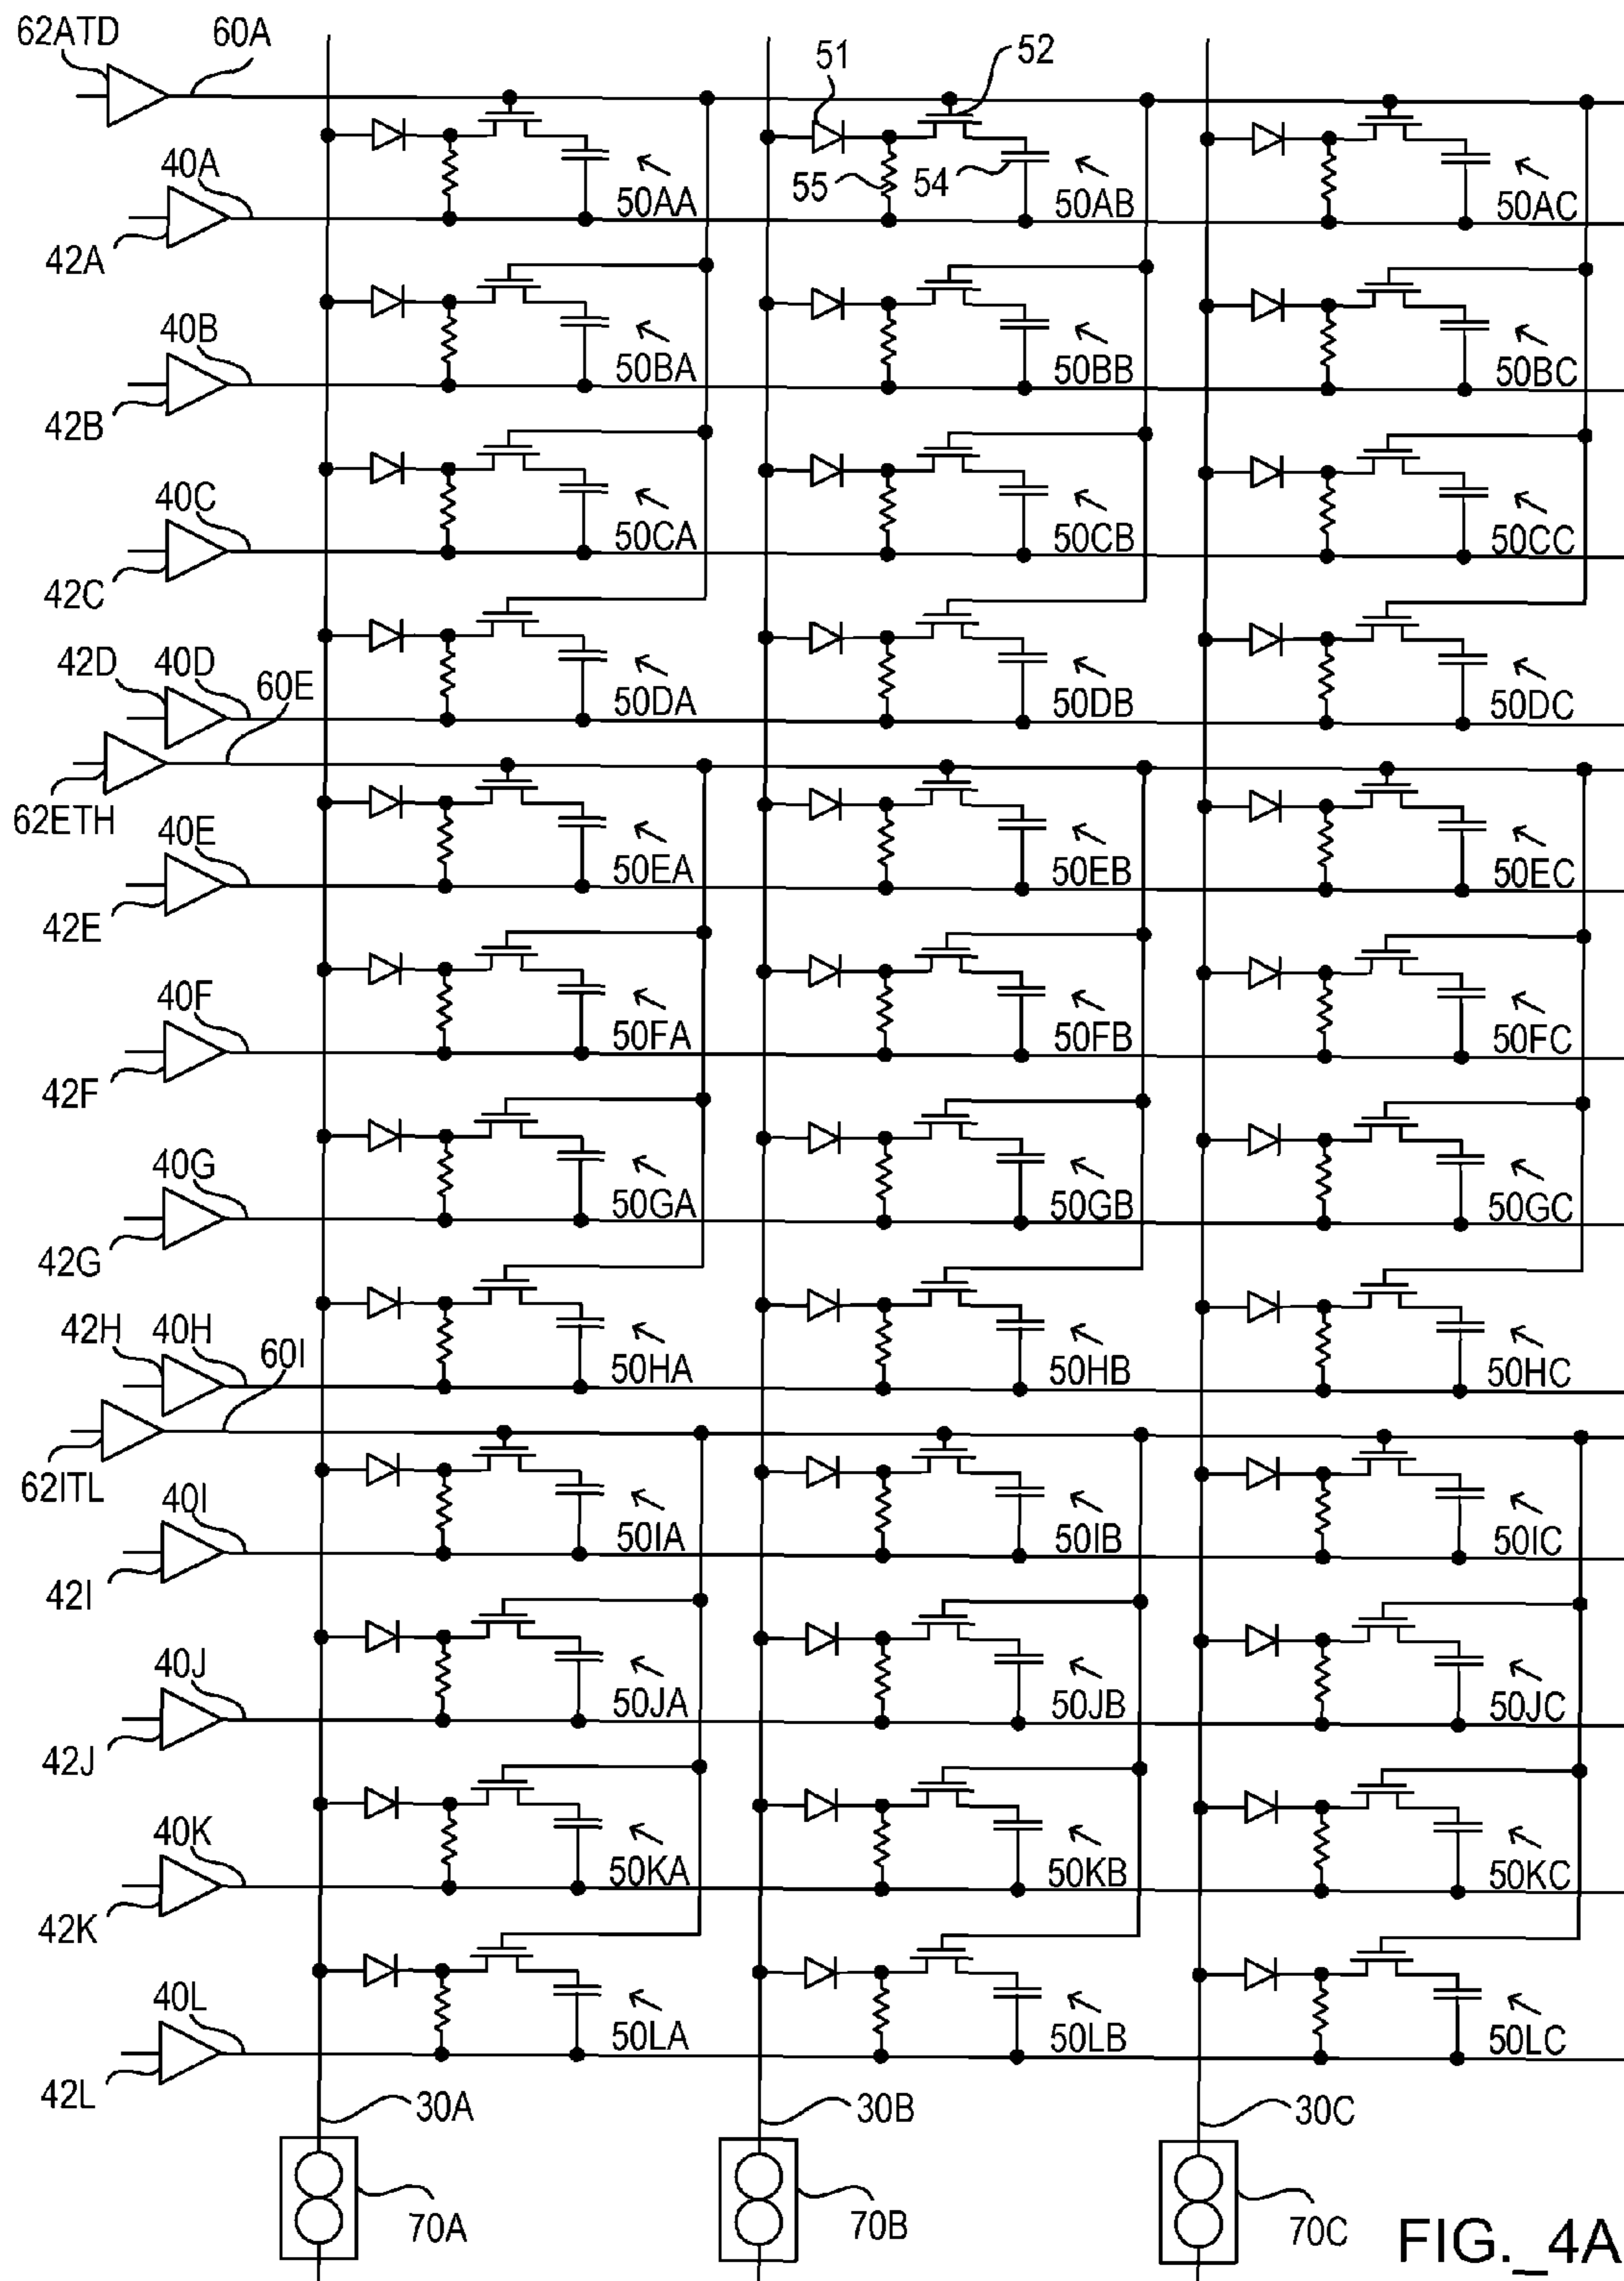 62ATD 60A 51 52
40A 55 54 50AA 50AB 50AC
42A
40B 50BA 50BB 50BC
42B
40C 50CA 50CB 50CC
42C
42D 40D 60E 50DA 50DB 50DC
62ETH 40E 50EA 50EB 50EC
42E
40F 50FA 50FB 50FC
42F
40G 50GA 50GB 50GC
42G
42H 40H 60I 50HA 50HB 50HC
62ITL 40I 50IA 50IB 50IC
42I
40J 50JA 50JB 50JC
42J
40K 50KA 50KB 50KC
42K
40L 50LA 50LB 50LC
42L
30A 30B 30C
70A 70B 70C
FIG._4A